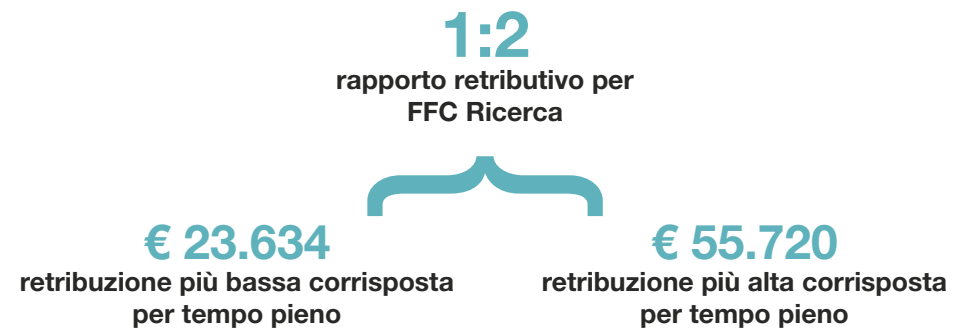 1:2
rapporto retributivo per
FFC Ricerca
€ 23.634
retribuzione più bassa corrisposta
per tempo pieno
€ 55.720
retribuzione più alta corrisposta
per tempo pieno